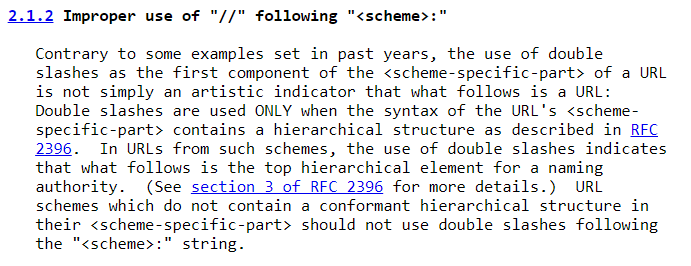 2.1.2 Improper use of "//" following "<scheme>:"
Contrary to some examples set in past years, the use of double
slashes as the first component of the <scheme-specific-part> of a URL
is not simply an artistic indicator that what follows is a URL:
Double slashes are used ONLY when the syntax of the URL's <scheme-
specific-part> contains a hierarchical structure as described in RFC
2396.  In URLs from such schemes, the use of double slashes indicates
that what follows is the top hierarchical element for a naming
authority.  (See section 3 of RFC 2396 for more details.)  URL
schemes which do not contain a conformant hierarchical structure in
their <scheme-specific-part> should not use double slashes following
the "<scheme>:" string.